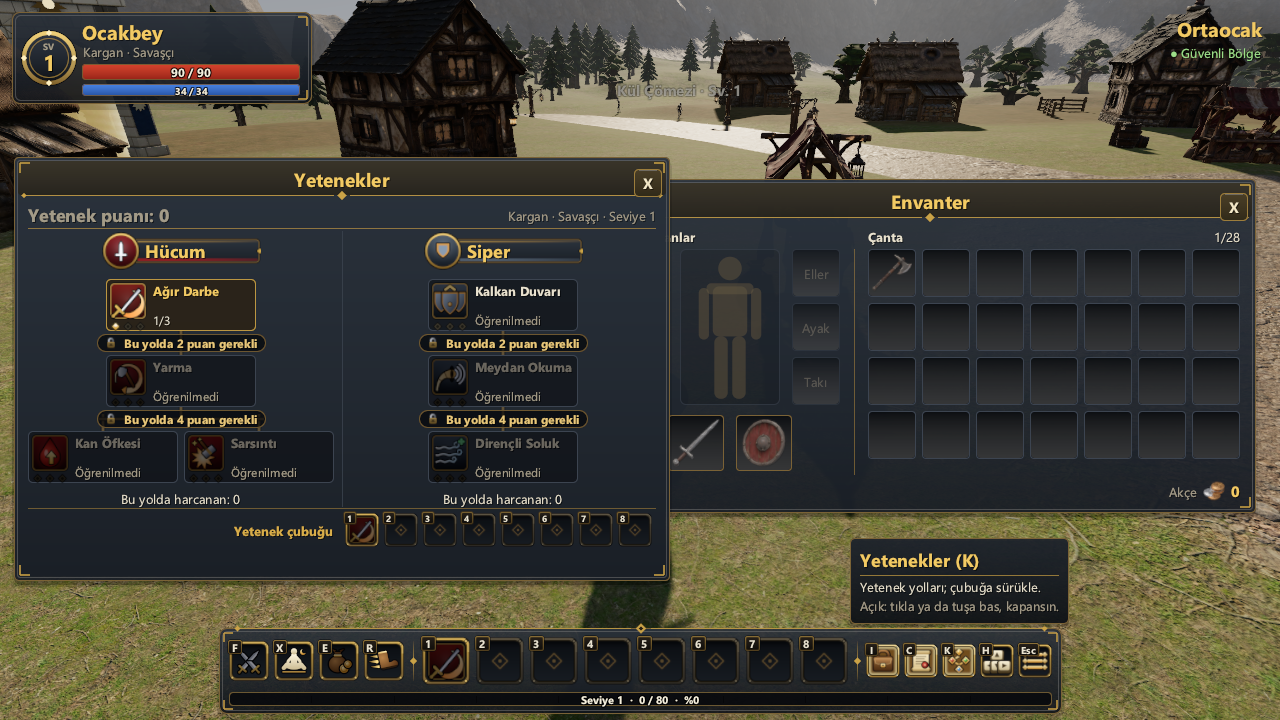 SV
1
Ocakbey
Kargan · Savaşçı
90 / 90
34 / 34
Ortaocak
Güvenli Bölge
Kül Çömezi · Sv. 1
Yetenekler
X
Yetenek puanı: 0
Kargan · Savaşçı · Seviye 1
Hücum
Siper
Ağır Darbe
1/3
Kalkan Duvarı
Öğrenilmedi
Bu yolda 2 puan gerekli
Bu yolda 2 puan gerekli
Yarma
Öğrenilmedi
Meydan Okuma
Öğrenilmedi
Bu yolda 4 puan gerekli
Bu yolda 4 puan gerekli
Kan Öfkesi
Öğrenilmedi
Sarsıntı
Öğrenilmedi
Dirençli Soluk
Öğrenilmedi
Bu yolda harcanan: 0
Bu yolda harcanan: 0
Yetenek çubuğu
1 2 3 4 5 6 7 8
Envanter
X
nlar
Çanta
1/28
Eller
Ayak
Takı
Akçe
0
Yetenekler (K)
Yetenek yolları; çubuğa sürükle.
Açık: tıkla ya da tuşa bas, kapansın.
F X E R 1 2 3 4 5 6 7 8 I C K H Esc
Seviye 1 · 0 / 80 · %0